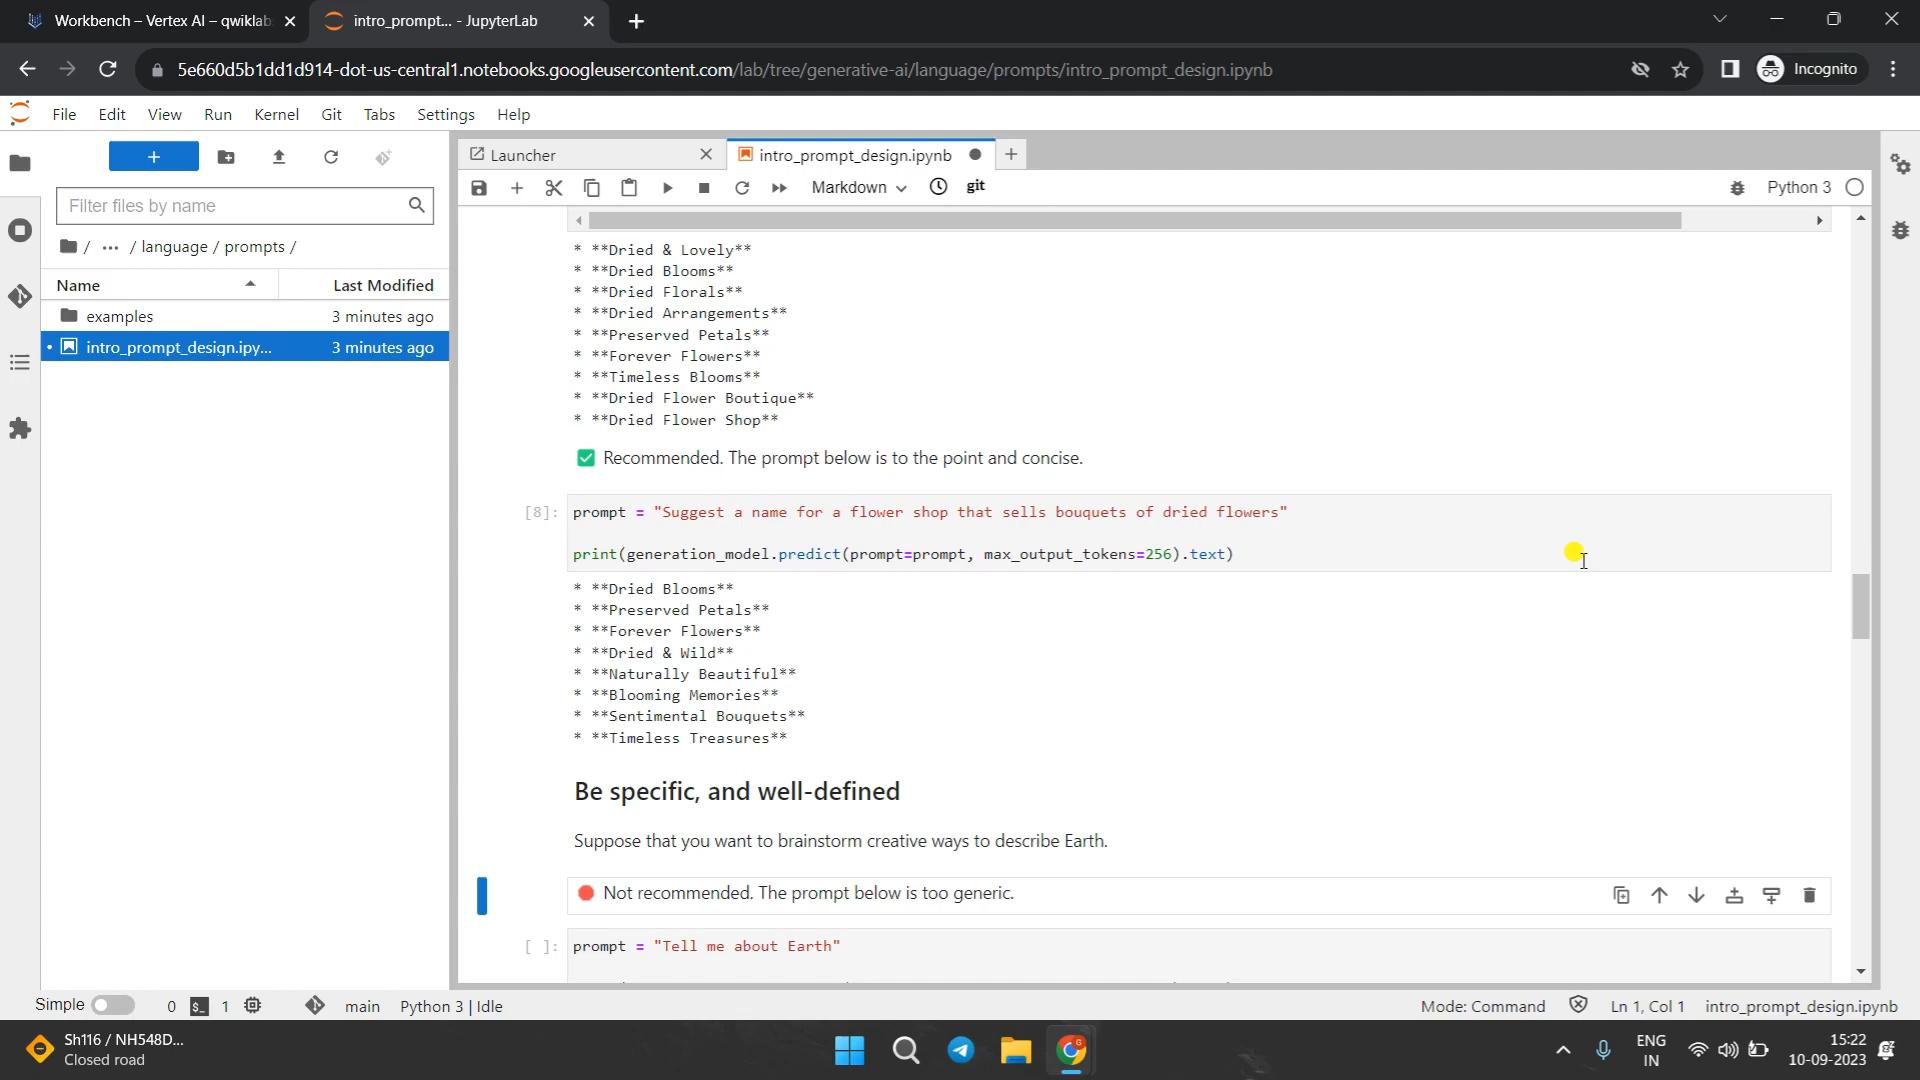 Workbench – Vertex AI – qwiklab
intro_prompt... - JupyterLab
5e660d5b1dd1d914-dot-us-central1.notebooks.googleusercontent.com/lab/tree/generative-ai/language/prompts/intro_prompt_design.ipynb
Incognito
File Edit View Run Kernel Git Tabs Settings Help
Filter files by name
/ ... / language / prompts /
Name Last Modified
examples 3 minutes ago
intro_prompt_design.ipy... 3 minutes ago
Launcher
intro_prompt_design.ipynb
Markdown
git
Python 3
* **Dried & Lovely**
* **Dried Blooms**
* **Dried Florals**
* **Dried Arrangements**
* **Preserved Petals**
* **Forever Flowers**
* **Timeless Blooms**
* **Dried Flower Boutique**
* **Dried Flower Shop**
Recommended. The prompt below is to the point and concise.
[8]: prompt = "Suggest a name for a flower shop that sells bouquets of dried flowers"
print(generation_model.predict(prompt=prompt, max_output_tokens=256).text)
* **Dried Blooms**
* **Preserved Petals**
* **Forever Flowers**
* **Dried & Wild**
* **Naturally Beautiful**
* **Blooming Memories**
* **Sentimental Bouquets**
* **Timeless Treasures**
Be specific, and well-defined
Suppose that you want to brainstorm creative ways to describe Earth.
Not recommended. The prompt below is too generic.
[ ]: prompt = "Tell me about Earth"
Simple 0 $_ 1 main Python 3 | Idle
Mode: Command Ln 1, Col 1 intro_prompt_design.ipynb
Sh116 / NH548D...
Closed road
ENG
IN
15:22
10-09-2023